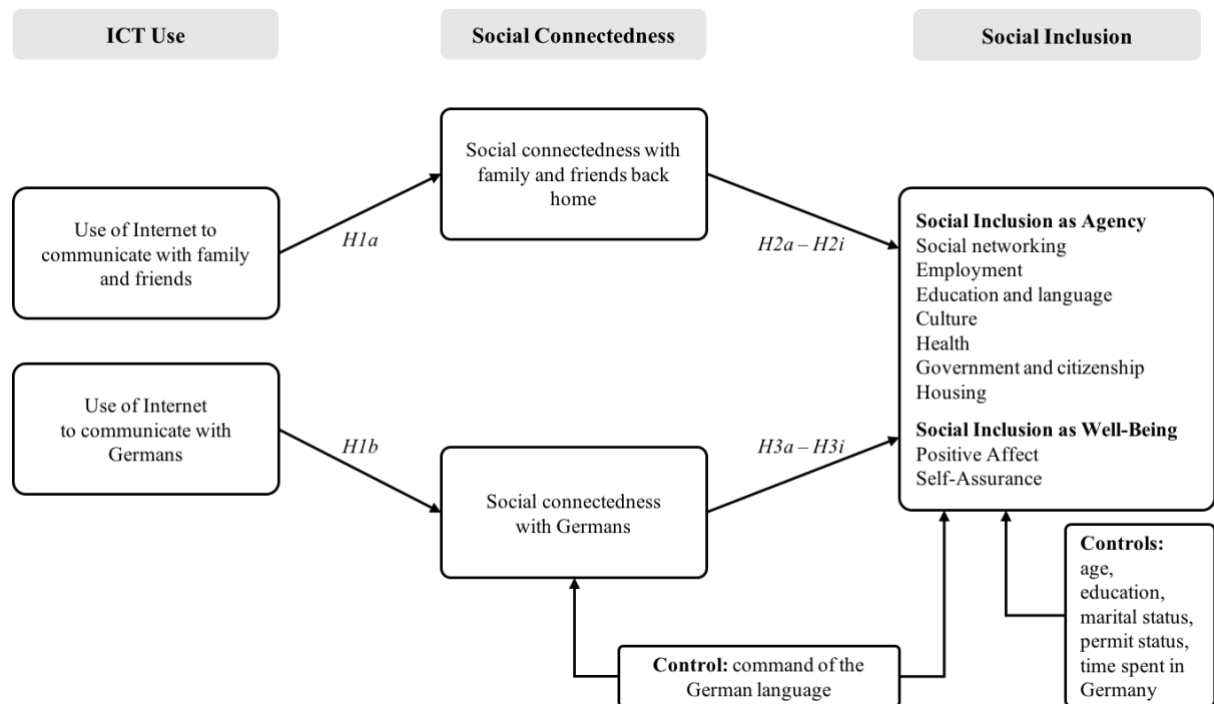 ICT Use
Social Connectedness
Social Inclusion
Use of Internet to
communicate with family
and friends
H1a
Social connectedness with
family and friends back
home
H2a – H2i
Use of Internet
to communicate with
Germans
H1b
Social connectedness
with Germans
H3a – H3i
Social Inclusion as Agency
Social networking
Employment
Education and language
Culture
Health
Government and citizenship
Housing
Social Inclusion as Well-Being
Positive Affect
Self-Assurance
Control: command of the
German language
Controls:
age,
education,
marital status,
permit status,
time spent in
Germany